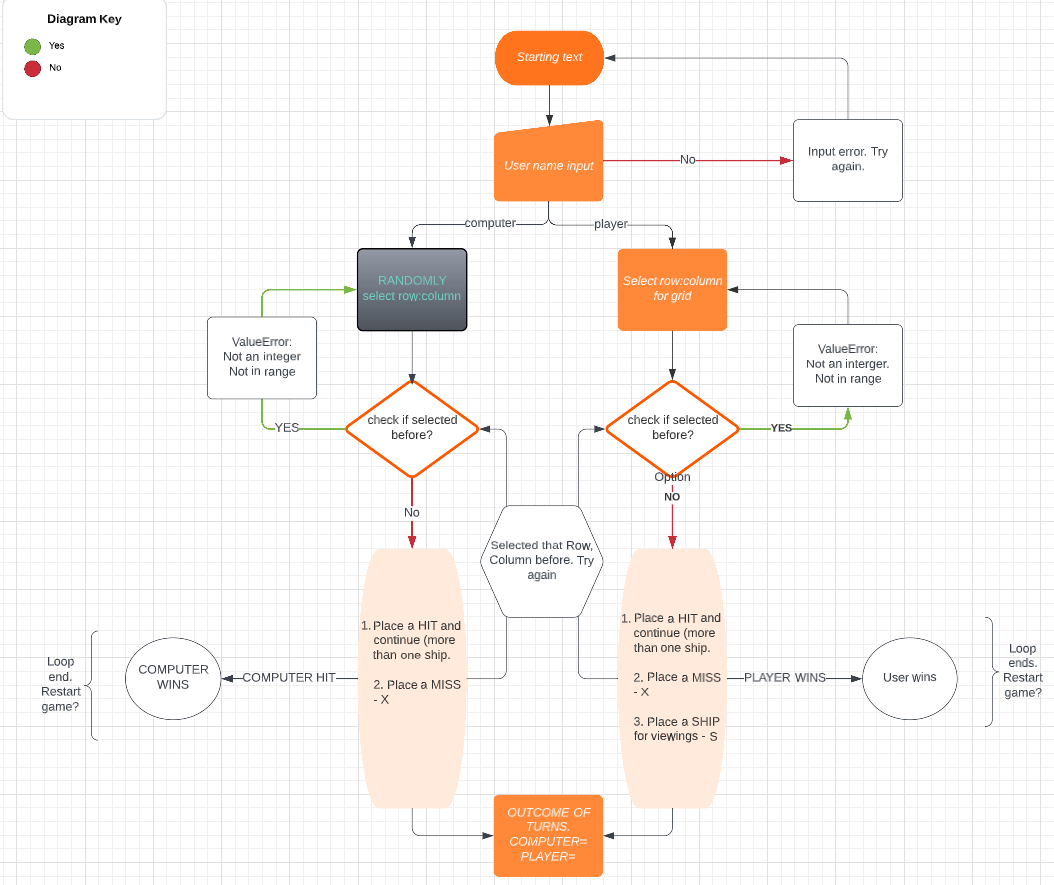 Diagram Key
Yes
No
Starting text
User name input
No
Input error. Try
again.
computer
player
RANDOMLY
select row:column
Select row:column
for grid
ValueError:
Not an integer
Not in range
ValueError:
Not an interger.
Not in range
check if selected
before?
check if selected
before?
YES
YES
Option
NO
No
Selected that Row,
Column before. Try
again
1. Place a HIT and
continue (more
than one ship.
2. Place a MISS
- X
1. Place a HIT and
continue (more
than one ship.
2. Place a MISS
- X
3. Place a SHIP
for viewings - S
Loop
end.
Restart
game?
COMPUTER
WINS
COMPUTER HIT
PLAYER WINS
User wins
Loop
ends.
Restart
game?
OUTCOME OF
TURNS.
COMPUTER=
PLAYER=